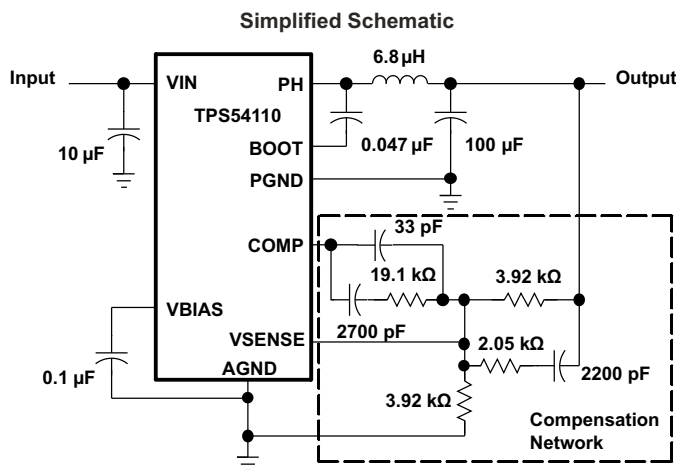 Simplified Schematic
Input
VIN
PH
6.8 µH
Output
TPS54110
10 µF
BOOT
0.047 µF
100 µF
PGND
COMP
33 pF
19.1 kΩ
3.92 kΩ
VBIAS
2700 pF
VSENSE
2.05 kΩ
2200 pF
0.1 µF
AGND
3.92 kΩ
Compensation
Network